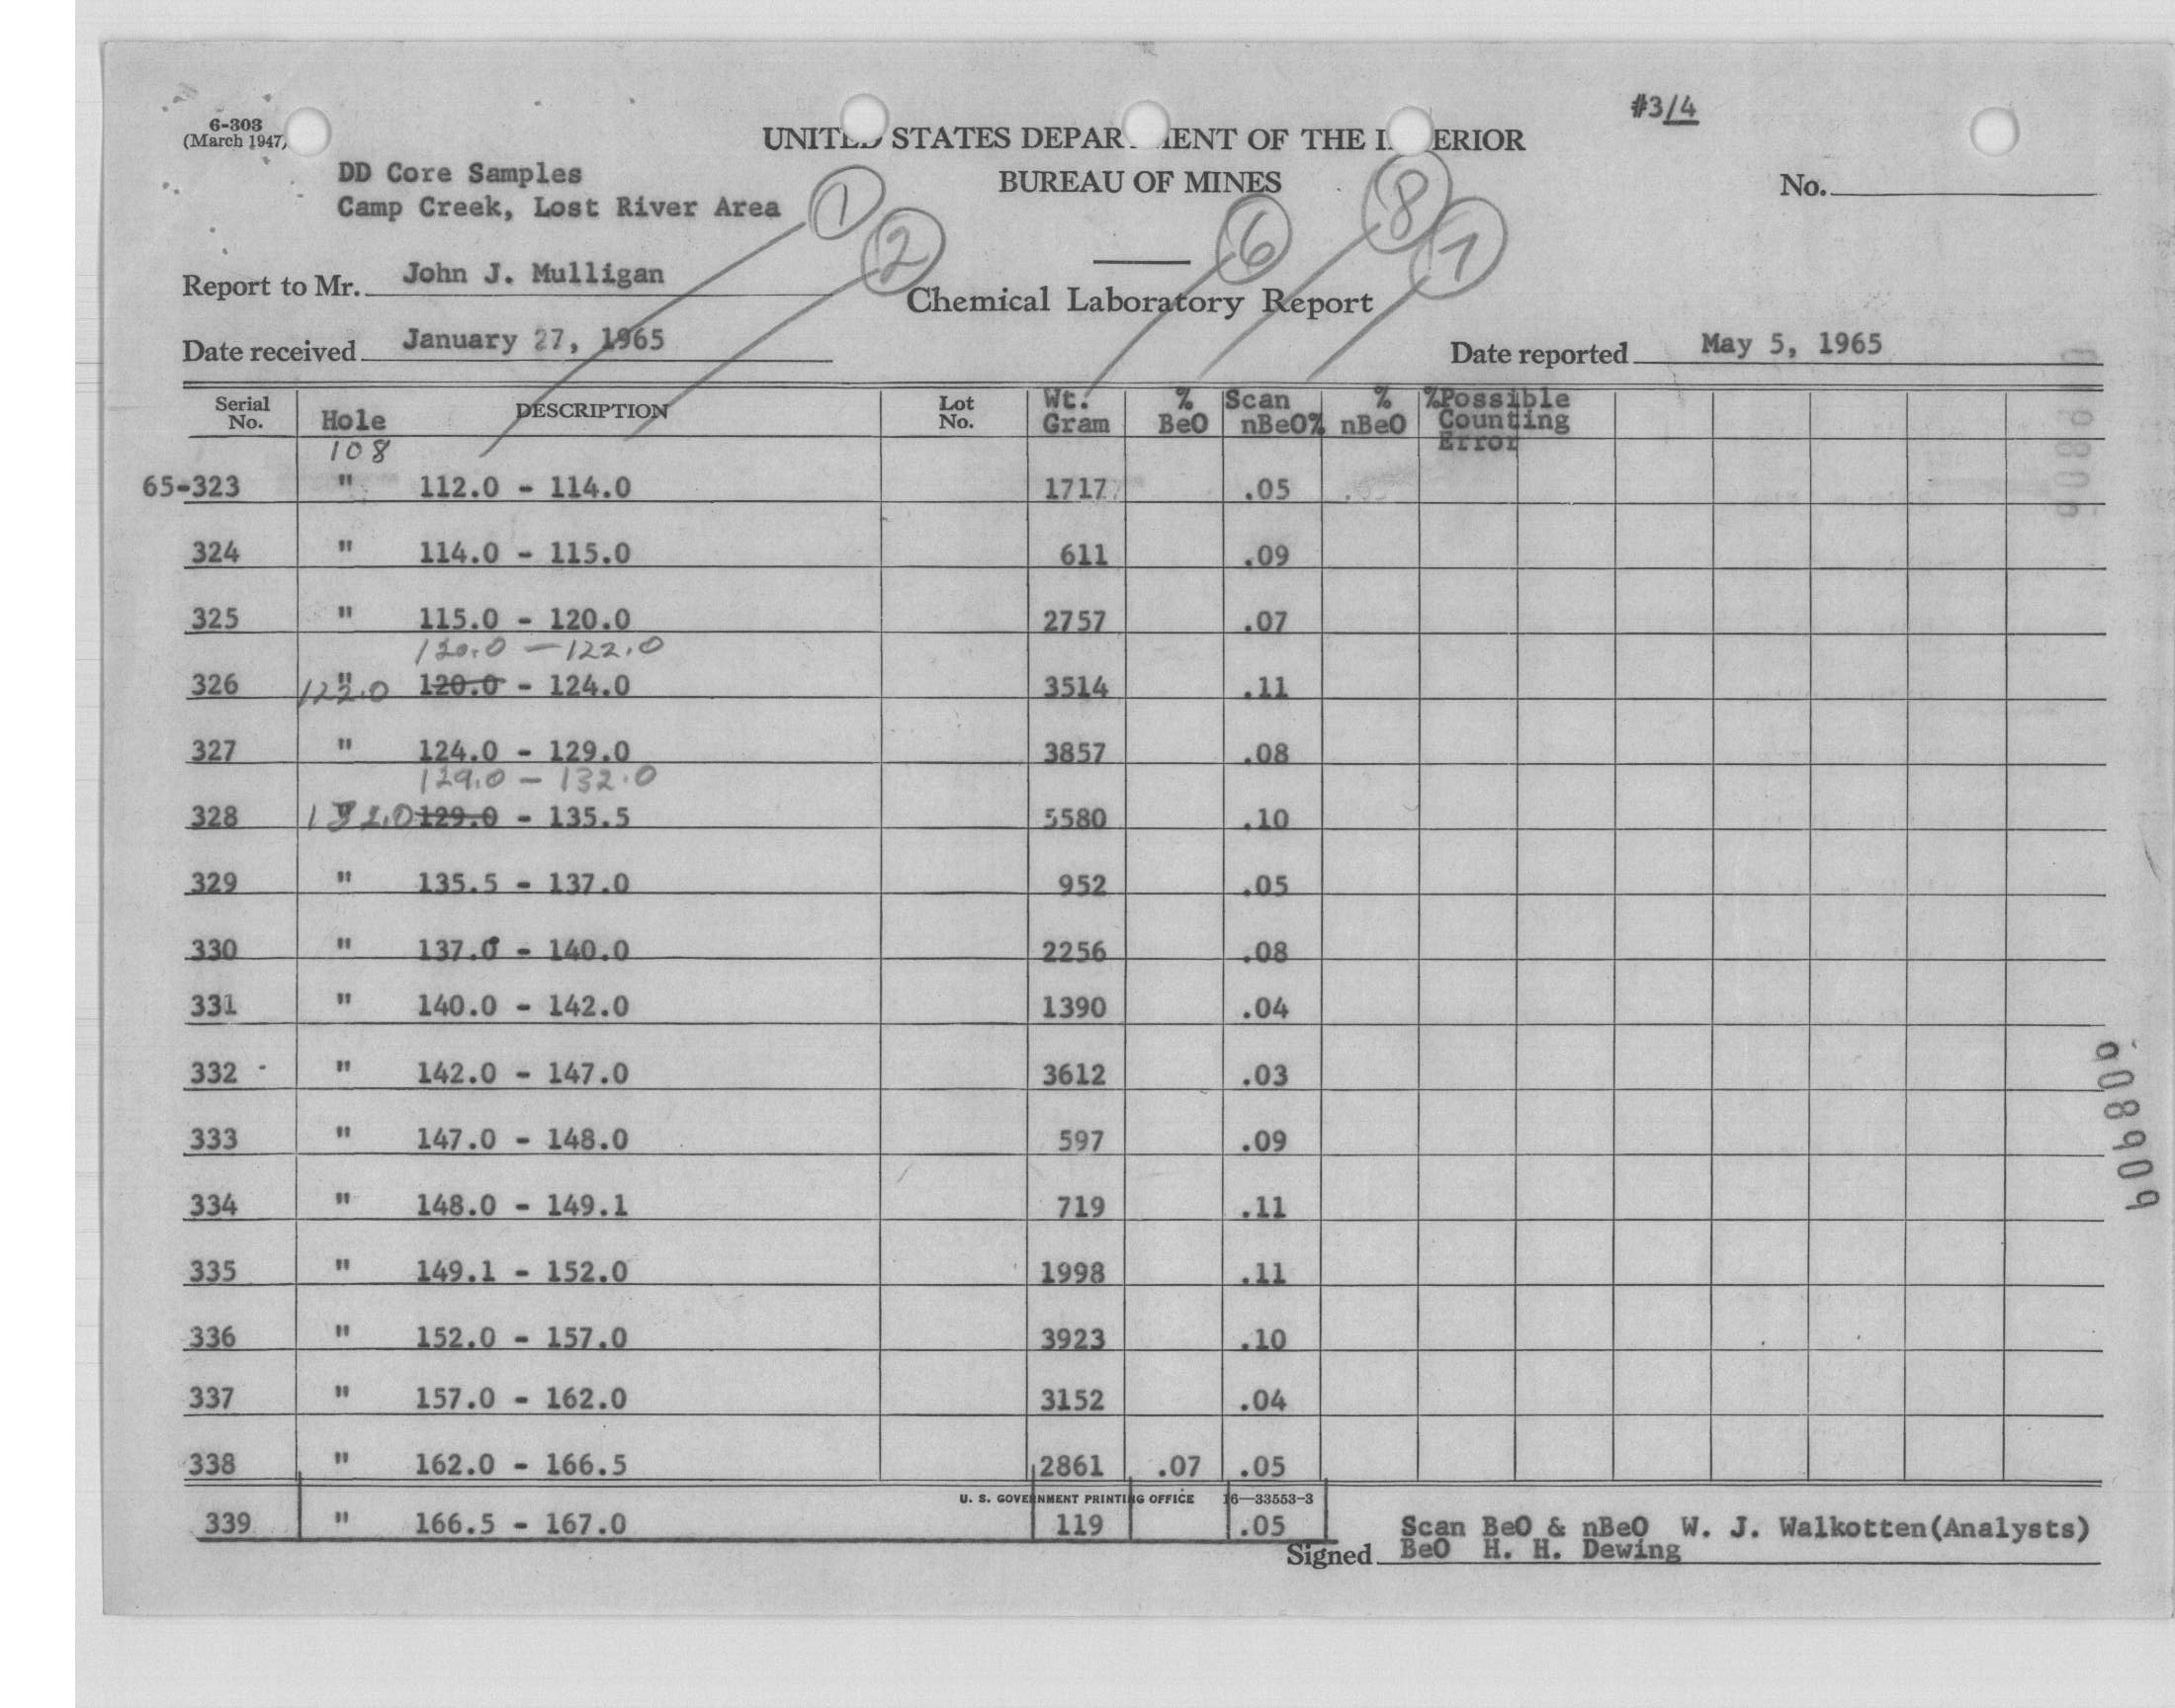 #3/4
6-303
(March 1947)
UNITED STATES DEPARTMENT OF THE INTERIOR
DD Core Samples
BUREAU OF MINES
No.
Camp Creek, Lost River Area
1
2
6
8
7
Report to Mr. John J. Mulligan
Chemical Laboratory Report
Date received January 27, 1965
Date reported May 5, 1965
Serial No. Hole DESCRIPTION Lot No. Wt. Gram % BeO Scan nBeO% % nBeO %Possible Counting Error
108
65-323 " 112.0 - 114.0 1717 .05
324 " 114.0 - 115.0 611 .09
325 " 115.0 - 120.0 2757 .07
120.0 - 122.0
326 " 122.0 120.0 - 124.0 3514 .11
327 " 124.0 - 129.0 3857 .08
129.0 - 132.0
328 132.0 129.0 - 135.5 5580 .10
329 " 135.5 - 137.0 952 .05
330 " 137.0 - 140.0 2256 .08
331 " 140.0 - 142.0 1390 .04
332 " 142.0 - 147.0 3612 .03
333 " 147.0 - 148.0 597 .09
334 " 148.0 - 149.1 719 .11
335 " 149.1 - 152.0 1998 .11
336 " 152.0 - 157.0 3923 .10
337 " 157.0 - 162.0 3152 .04
338 " 162.0 - 166.5 2861 .07 .05
U. S. GOVERNMENT PRINTING OFFICE 16—33553-3
339 " 166.5 - 167.0 119 .05
Scan BeO & nBeO W. J. Walkotten(Analysts)
Signed BeO H. H. Dewing